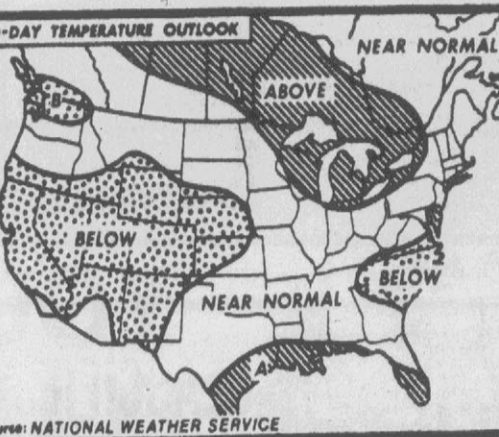 -DAY TEMPERATURE OUTLOOK
NEAR NORMAL
ABOVE
B
BELOW
BELOW
NEAR NORMAL
A
NATIONAL WEATHER SERVICE